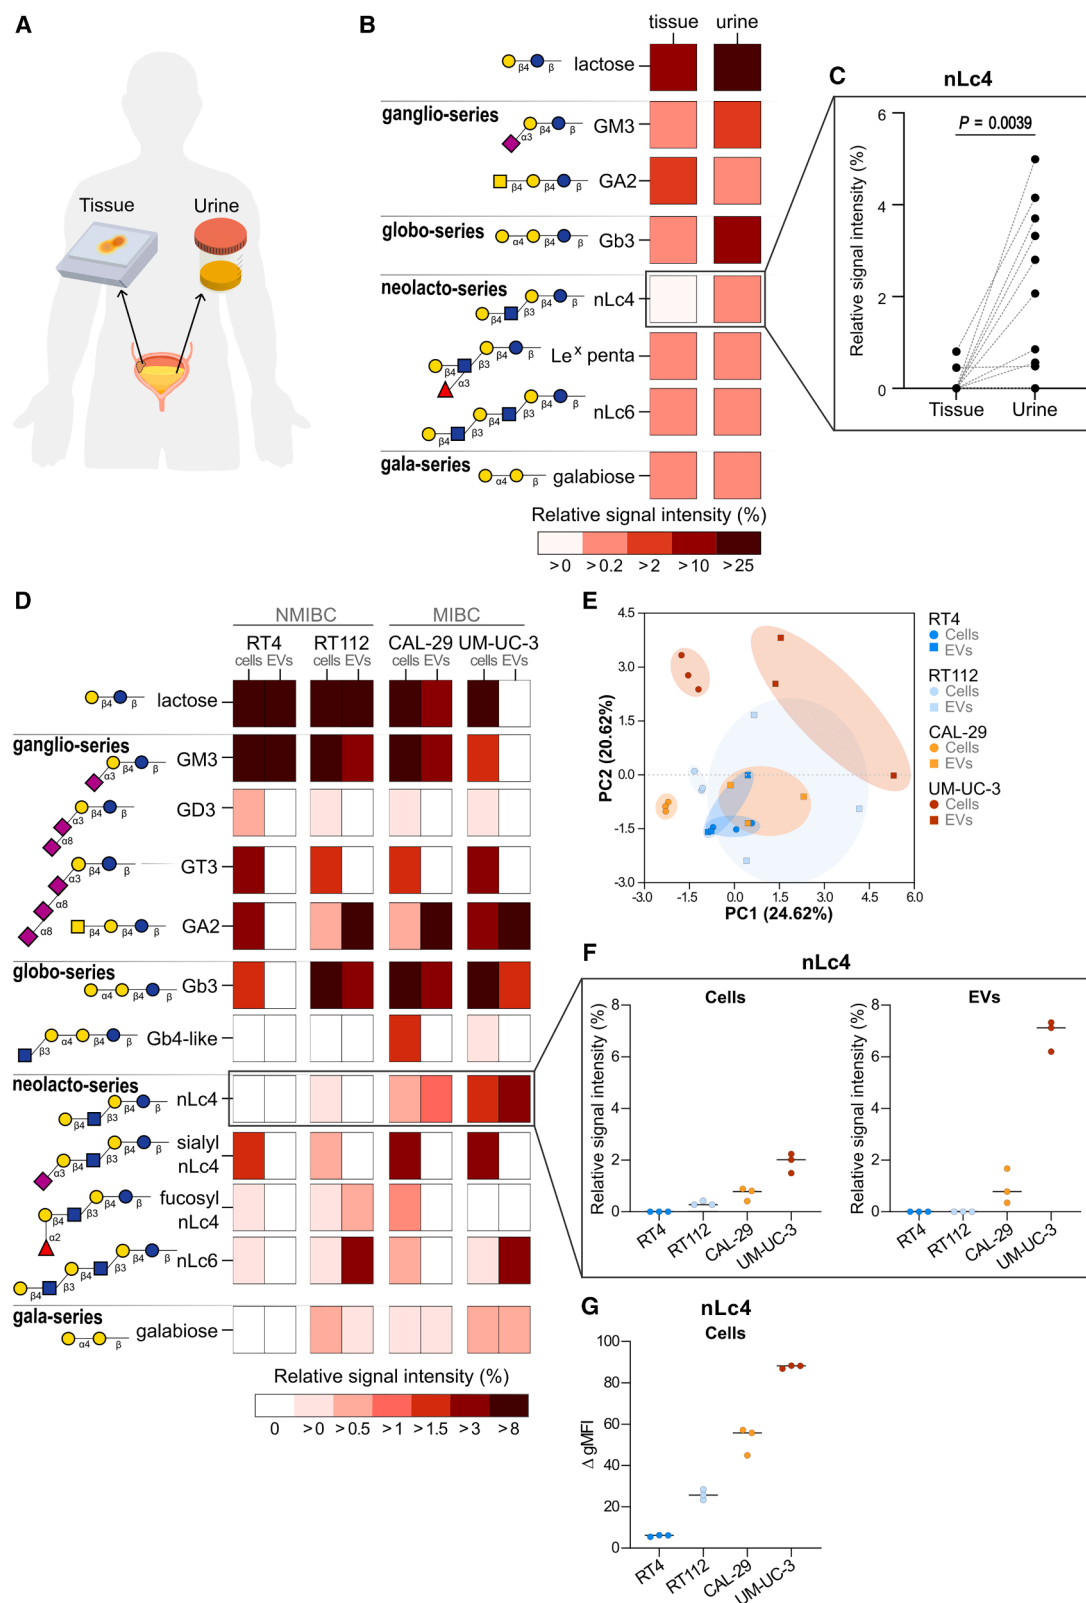 A
Tissue
Urine
B
tissue urine
β4 β
lactose
ganglio-series
α3 β4 β
GM3
β4 β4 β
GA2
globo-series
α4 β4 β
Gb3
neolacto-series
β4 β3 β4 β
nLc4
β4 α3 β3 β4 β
Leˣ penta
β4 β3 β4 β3 β4 β
nLc6
gala-series
α4 β
galabiose
Relative signal intensity (%)
>0 >0.2 >2 >10 >25
C
nLc4
P = 0.0039
Relative signal intensity (%)
6
4
2
0
Tissue Urine
D
NMIBC MIBC
RT4 RT112 CAL-29 UM-UC-3
cells EVs cells EVs cells EVs cells EVs
β4 β
lactose
ganglio-series
α3 β4 β
GM3
α8 α3 β4 β
GD3
α8 α8 α3 β4 β
GT3
β4 β4 β
GA2
globo-series
α4 β4 β
Gb3
β3 α4 β4 β
Gb4-like
neolacto-series
β4 β3 β4 β
nLc4
α3 β4 β3 β4 β
sialyl
nLc4
α2 β4 β3 β4 β
fucosyl
nLc4
β4 β3 β4 β3 β4 β
nLc6
gala-series
α4 β
galabiose
Relative signal intensity (%)
0 >0 >0.5 >1 >1.5 >3 >8
E
PC2 (20.62%)
4.5
3.0
1.5
0.0
-1.5
-3.0
-3.0 -1.5 0.0 1.5 3.0 4.5 6.0
PC1 (24.62%)
RT4
Cells
EVs
RT112
Cells
EVs
CAL-29
Cells
EVs
UM-UC-3
Cells
EVs
F
nLc4
Cells
Relative signal intensity (%)
8
6
4
2
0
RT4 RT112 CAL-29 UM-UC-3
EVs
Relative signal intensity (%)
8
6
4
2
0
RT4 RT112 CAL-29 UM-UC-3
G
nLc4
Cells
Δ gMFI
100
80
60
40
20
0
RT4 RT112 CAL-29 UM-UC-3